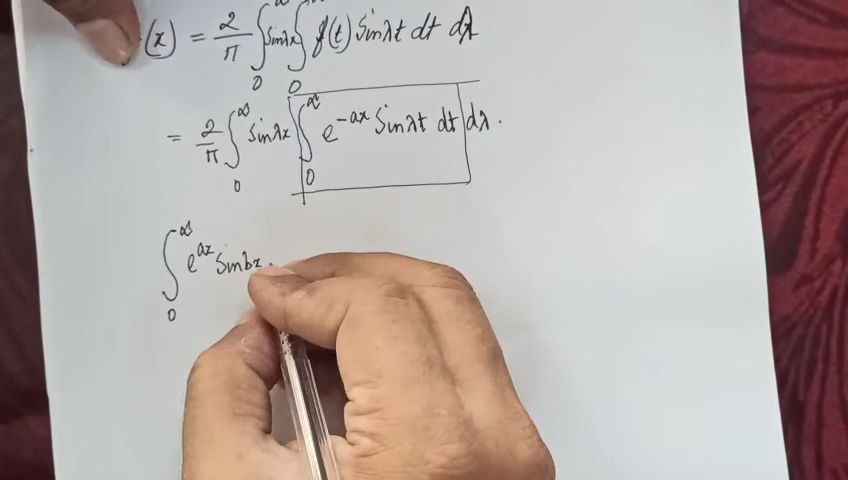 (x) = 2/π ∫₀^∞ sinλx ∫₀^∞ f(t) Sinλt dt dλ
= 2/π ∫₀^∞ sinλx ∫₀^∞ e^{-ax} Sinλt dt dλ.
∫₀^∞ e^{ax} Sinbx